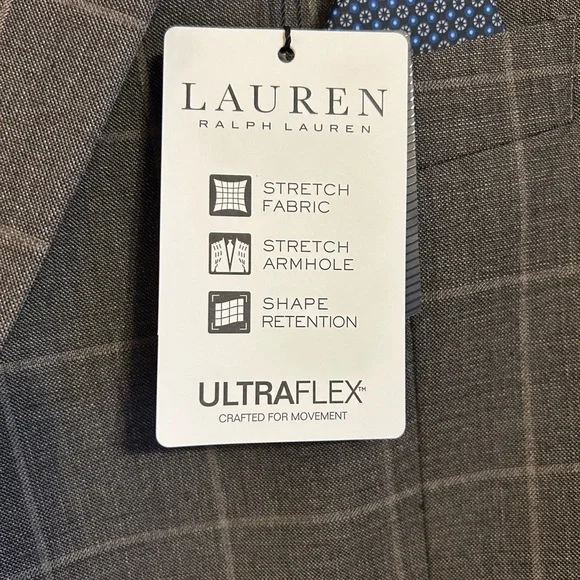 LAUREN
RALPH LAUREN
STRETCH
FABRIC
STRETCH
ARMHOLE
SHAPE
RETENTION
ULTRAFLEX™
CRAFTED FOR MOVEMENT